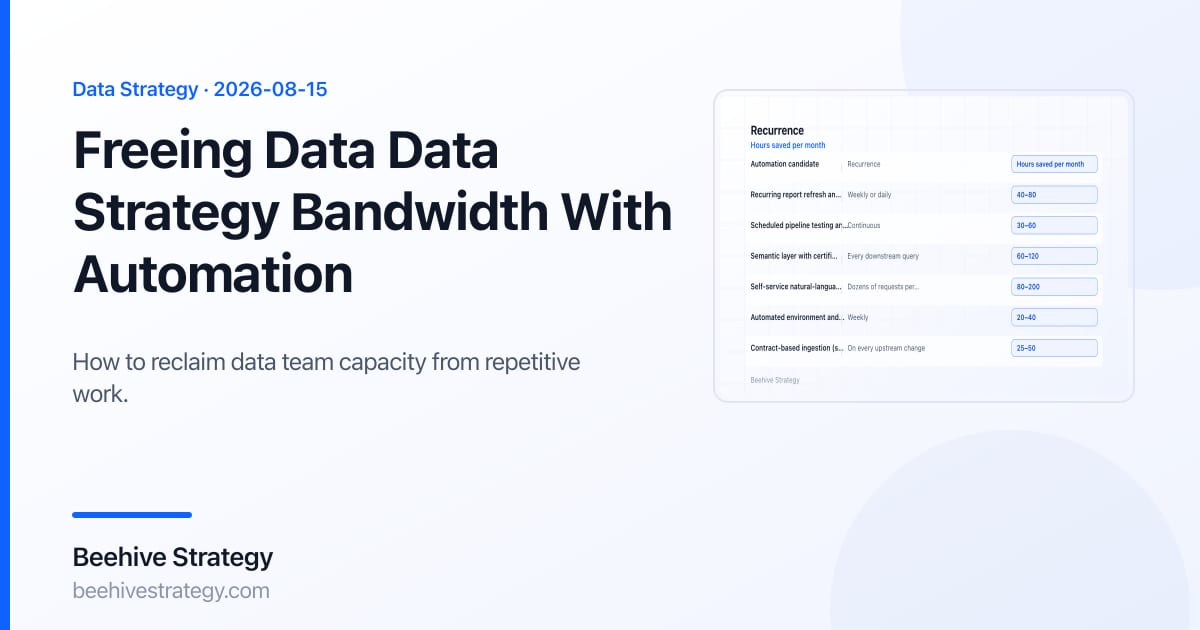 Data Strategy · 2026-08-15
Freeing Data Data
Strategy Bandwidth With
Automation
How to reclaim data team capacity from repetitive
work.
Beehive Strategy
beehivestrategy.com
Recurrence
Hours saved per month
Automation candidate Recurrence Hours saved per month
Recurring report refresh an... Weekly or daily 40–80
Scheduled pipeline testing an... Continuous 30–60
Semantic layer with certifi... Every downstream query 60–120
Self-service natural-langua... Dozens of requests per... 80–200
Automated environment and... Weekly 20–40
Contract-based ingestion (s... On every upstream change 25–50
Beehive Strategy